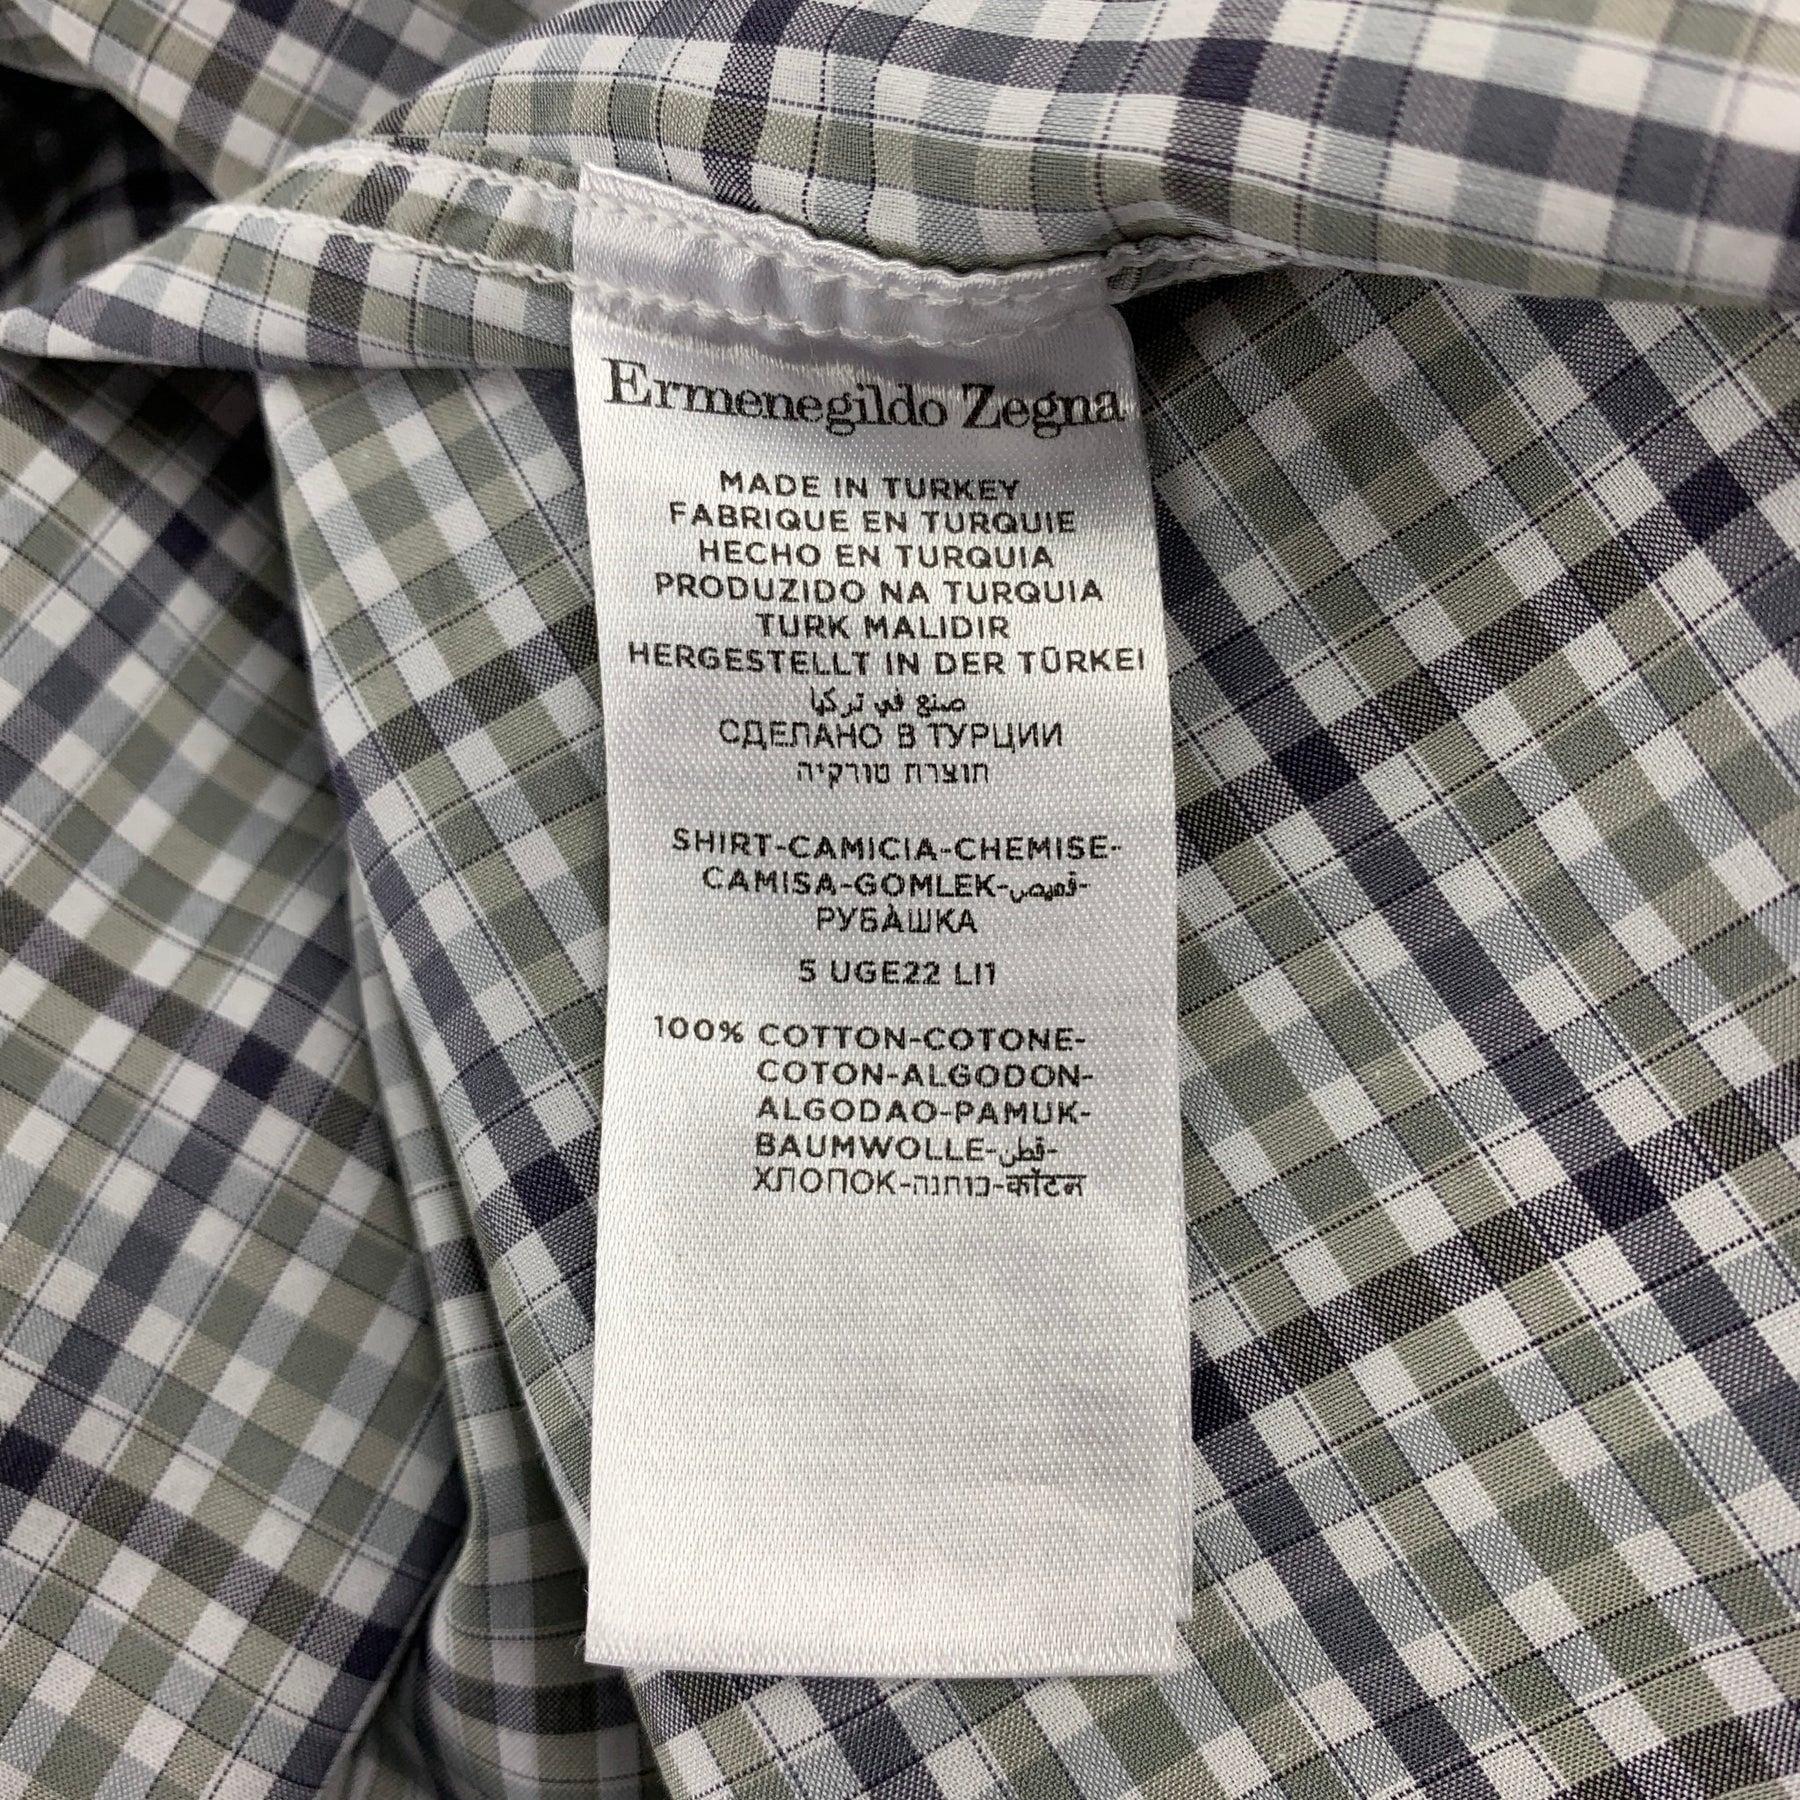 Ermenegildo Zegna
MADE IN TURKEY
FABRIQUE EN TURQUIE
HECHO EN TURQUIA
PRODUZIDO NA TURQUIA
TURK MALIDIR
HERGESTELLT IN DER TÜRKEI
صنع في تركيا
СДЕЛАНО В ТУРЦИИ
תוצרת טורקיה
SHIRT-CAMICIA-CHEMISE-
CAMISA-GOMLEK-قميص-
РУБÀШКА
5 UGE22 LI1
100% COTTON-COTONE-
COTON-ALGODON-
ALGODAO-PAMUK-
BAUMWOLLE-قطن-
ХЛОПОК-כותנה-कॉटन